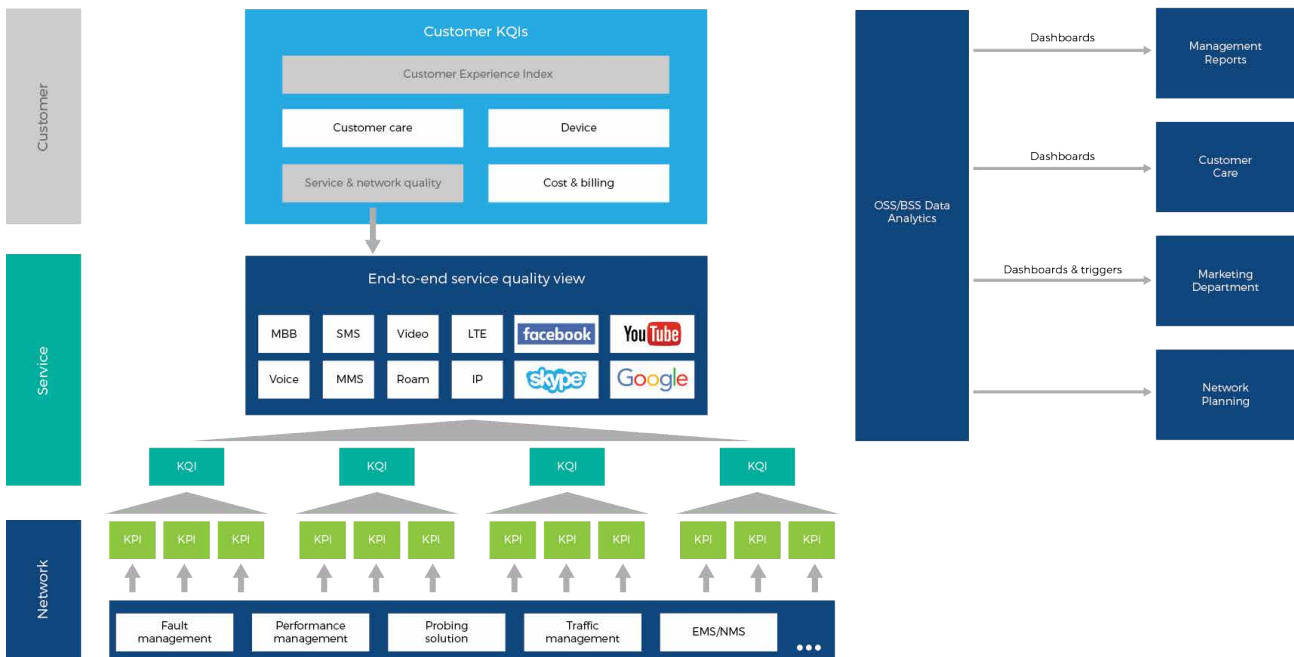 Customer
Customer KQIs
Customer Experience Index
Customer care
Device
Service & network quality
Cost & billing
Service
End-to-end service quality view
MBB
SMS
Video
LTE
facebook
YouTube
Voice
MMS
Roam
IP
skype
Google
KQI
KQI
KQI
KQI
Network
KPI
KPI
KPI
KPI
KPI
KPI
KPI
KPI
KPI
KPI
KPI
KPI
Fault
management
Performance
management
Probing
solution
Traffic
management
EMS/NMS
...
OSS/BSS Data
Analytics
Dashboards
Management
Reports
Dashboards
Customer
Care
Dashboards & triggers
Marketing
Department
Network
Planning